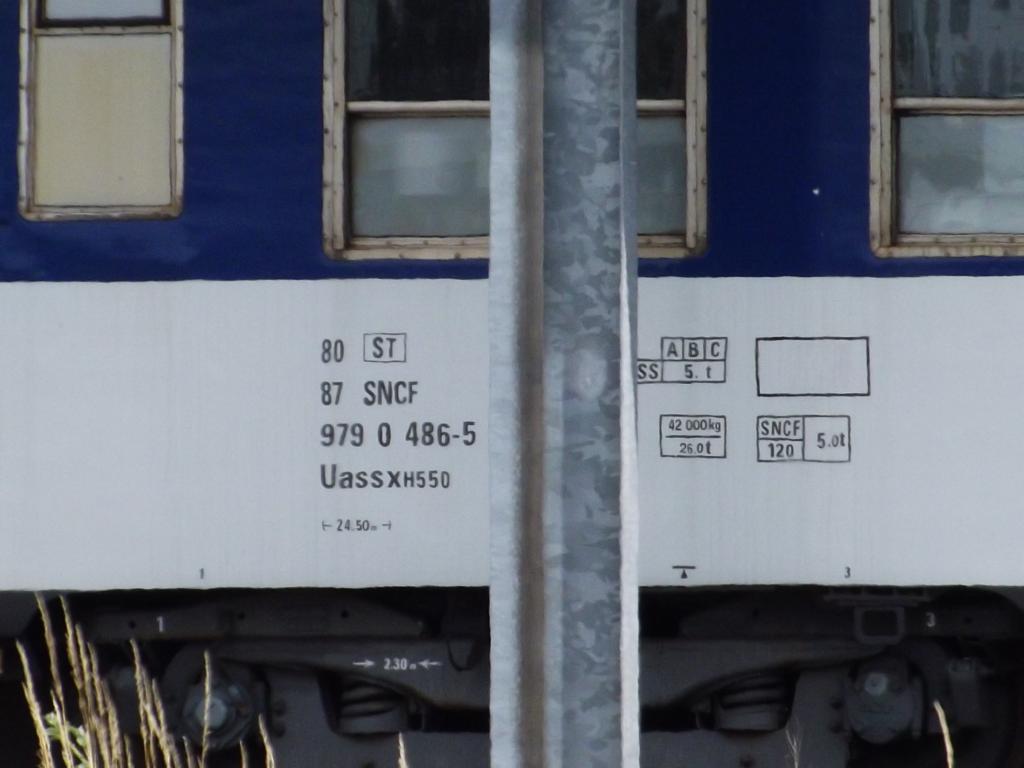 80 ST
87 SNCF
979 0 486-5
UassxH550
24.50m
A B C
SS 5. t
42 000kg
26.0t
SNCF
120
5.0t
1
3
1
3
2.30m